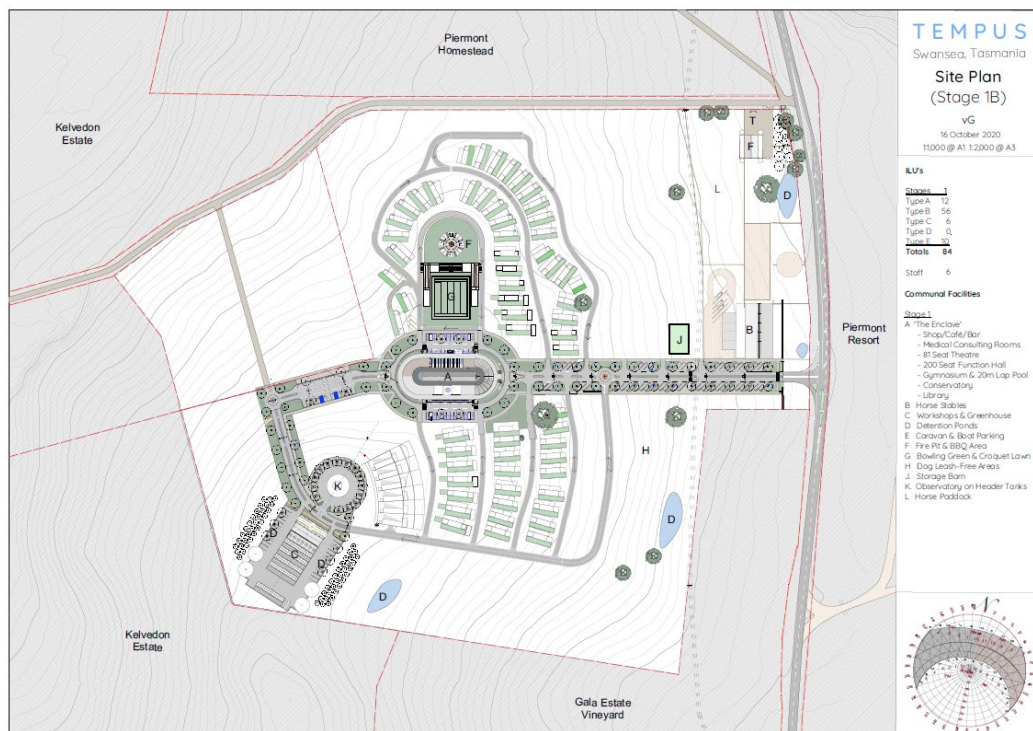 TEMPUS
Swansea, Tasmania
Site Plan
(Stage 1B)
vG
16 October 2020
1:1,000 @ A1 1:2,000 @ A3
ILU's
Stages 1
Type A 12
Type B 56
Type C 6
Type D 0
Type E 10
Totals 84
Staff 6
Communal Facilities
Stage 1
A 'The Enclave'
- Shop/Café/Bar
- Medical Consulting Rooms
- 81 Seat Theatre
- 200 Seat Function Hall
- Gymnasium & 20m Lap Pool
- Conservatory
- Library
B Horse Stables
C Workshops & Greenhouse
D Detention Ponds
E Caravan & Boat Parking
F Fire Pit & BBQ Area
G Bowling Green & Croquet Lawn
H Dog Leash-Free Areas
J. Storage Barn
K. Observatory on Header Tanks
L Horse Paddock
Piermont
Homestead
Kelvedon
Estate
T
F
L
D
F
G
B
Piermont
Resort
J
A
H
K
D
D
C
D
D
Kelvedon
Estate
Gala Estate
Vineyard
N